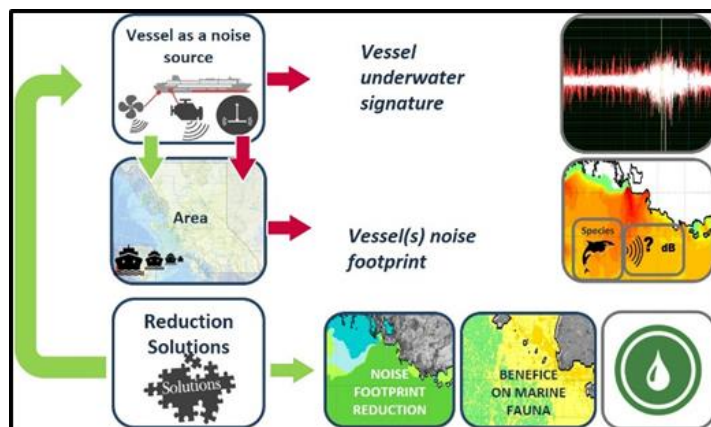 Vessel as a noise
source
Vessel
underwater
signature
Area
Vessel(s) noise
footprint
Species
? dB
Reduction
Solutions
Solutions
NOISE
FOOTPRINT
REDUCTION
BENEFICE
ON MARINE
FAUNA